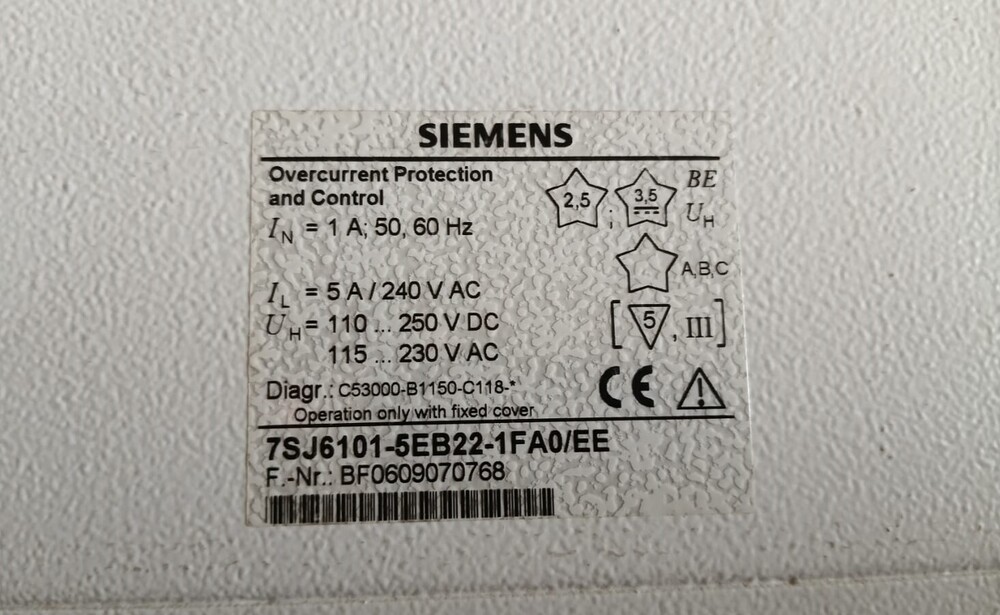 SIEMENS
Overcurrent Protection
and Control
2,5 ; 3,5 BE
IN = 1 A; 50, 60 Hz
UH
A,B,C
IL = 5 A / 240 V AC
UH = 110 ... 250 V DC
[5, III]
115 ... 230 V AC
Diagr.: C53000-B1150-C118-*
CE
Operation only with fixed cover
7SJ6101-5EB22-1FA0/EE
F.-Nr.: BF0609070768